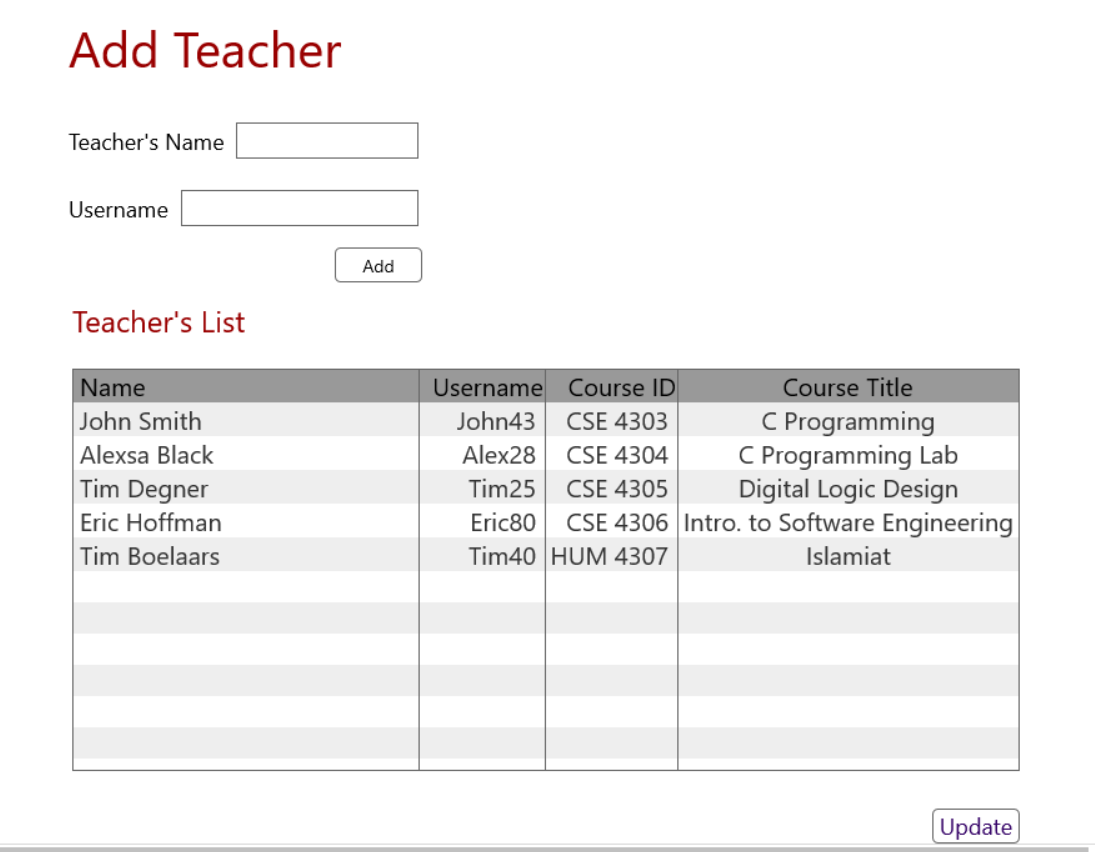 Add Teacher
Teacher's Name
Username
Add
Teacher's List
Name Username Course ID Course Title
John Smith John43 CSE 4303 C Programming
Alexsa Black Alex28 CSE 4304 C Programming Lab
Tim Degner Tim25 CSE 4305 Digital Logic Design
Eric Hoffman Eric80 CSE 4306 Intro. to Software Engineering
Tim Boelaars Tim40 HUM 4307 Islamiat
Update